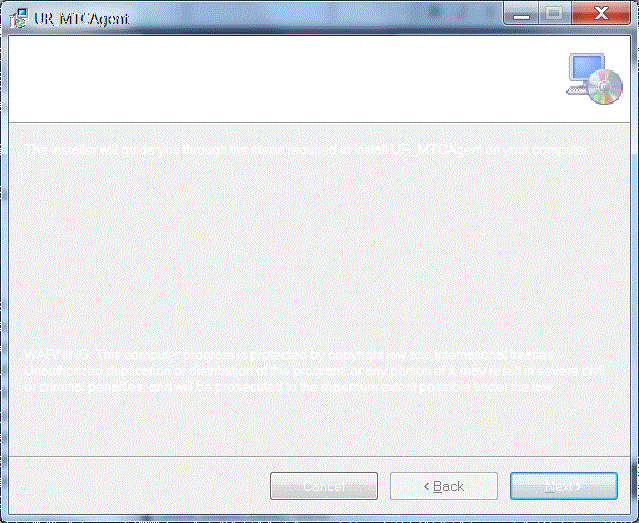 UR_MTCAgent
The installer will guide you through the steps required to install UR_MTCAgent on your computer.
WARNING: This computer program is protected by copyright law and international treaties.
Unauthorized duplication or distribution of this program, or any portion of it, may result in severe civil
or criminal penalties, and will be prosecuted to the maximum extent possible under the law.
Cancel
< Back
Next >